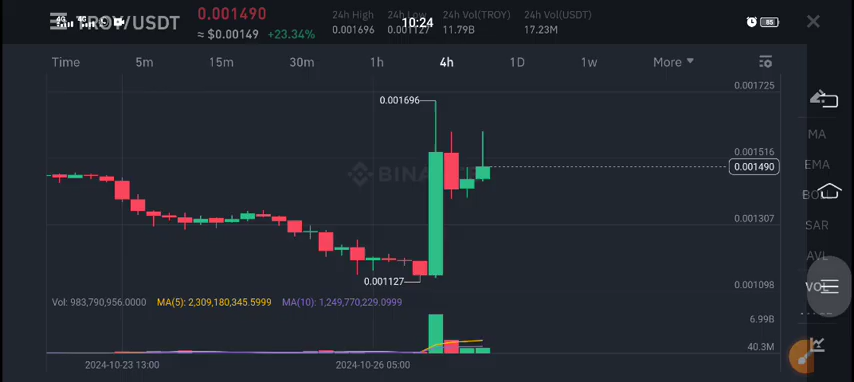 TROY/USDT
0.001490
≈ $0.00149 +23.34%
24h High
0.001696
24h Low
0.001127
24h Vol(TROY)
11.79B
24h Vol(USDT)
17.23M
10:24
85
Time 5m 15m 30m 1h 4h 1D 1w More
0.001725
0.001696
0.001516
0.001490
BINANCE
0.001307
0.001127
0.001098
Vol: 983,790,956.0000 MA(5): 2,309,180,345.5999 MA(10): 1,249,770,229.0999
6.99B
40.3M
2024-10-23 13:00 2024-10-26 05:00
MA
EMA
BOLL
SAR
AVL
VOL